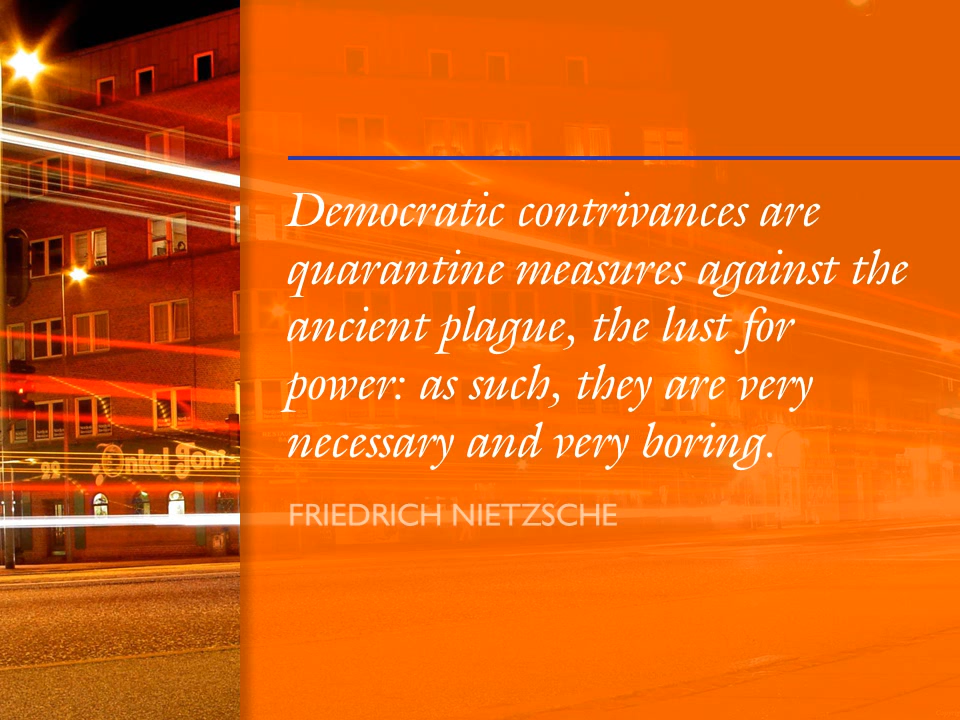 Democratic contrivances are
quarantine measures against the
ancient plague, the lust for
power: as such, they are very
necessary and very boring.
FRIEDRICH NIETZSCHE
28 Onkel Tom